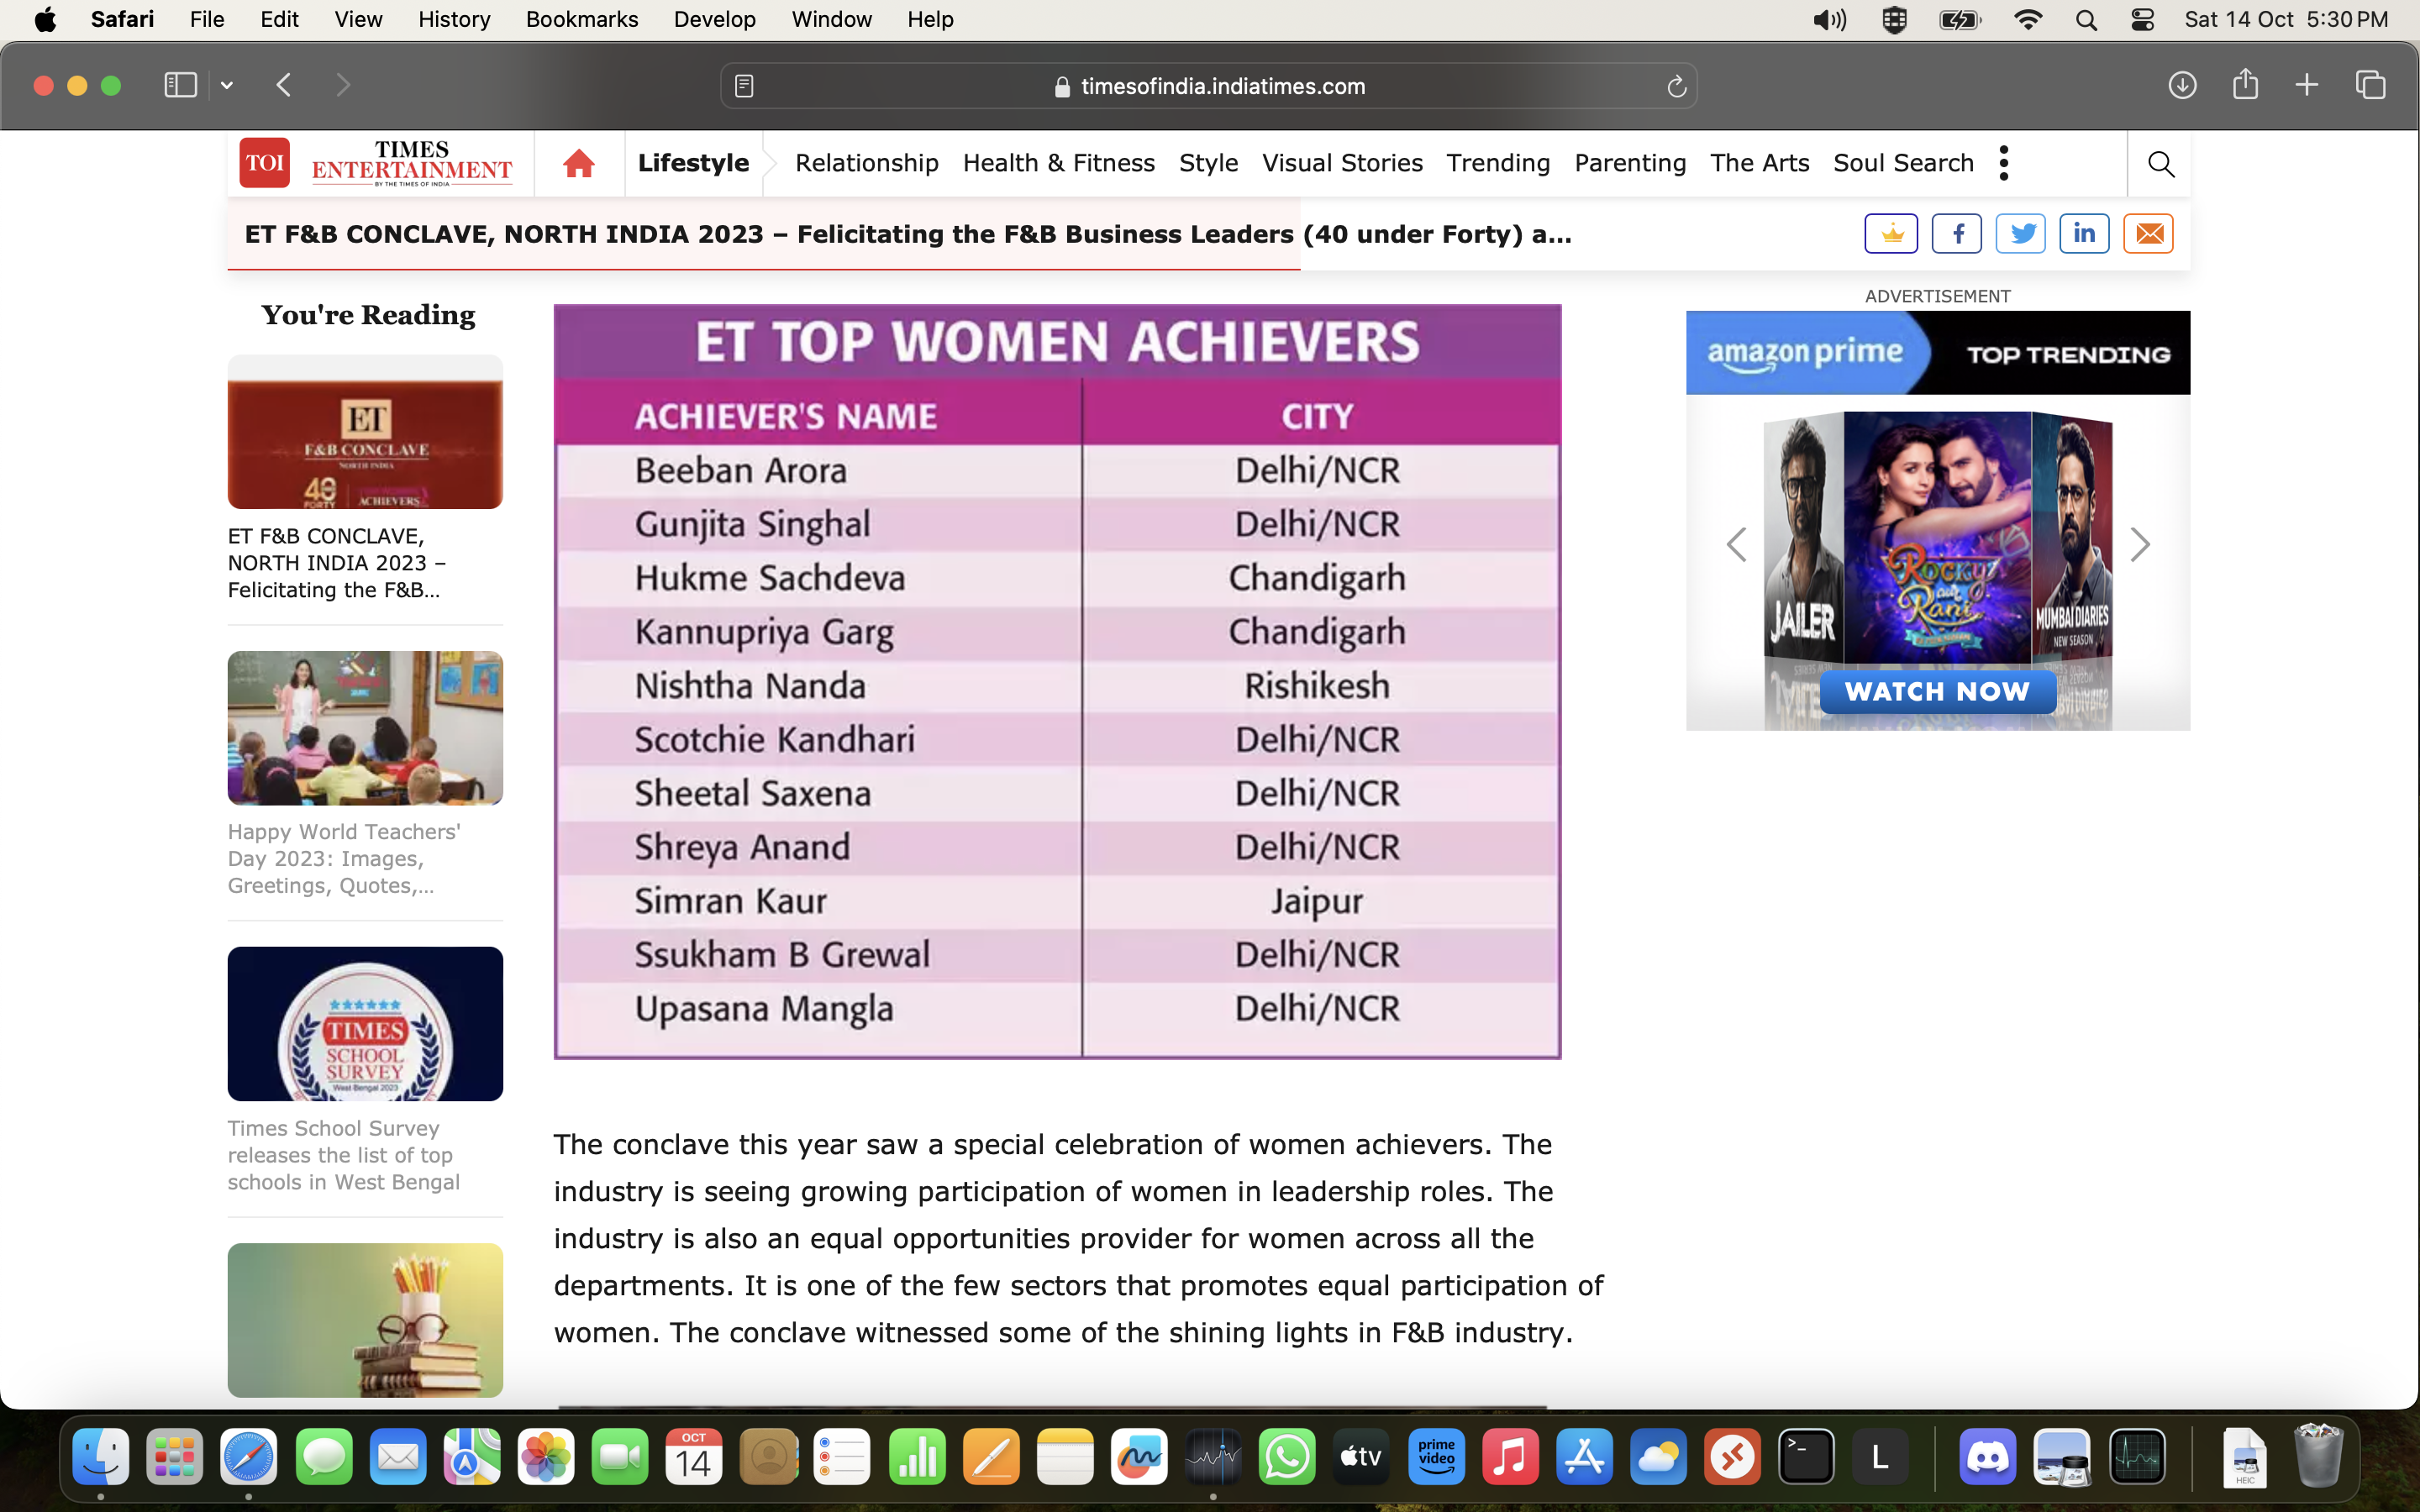 Safari File Edit View History Bookmarks Develop Window Help Sat 14 Oct 5:30 PM
timesofindia.indiatimes.com
TOI TIMES ENTERTAINMENT BY THE TIMES OF INDIA Lifestyle Relationship Health & Fitness Style Visual Stories Trending Parenting The Arts Soul Search
ET F&B CONCLAVE, NORTH INDIA 2023 – Felicitating the F&B Business Leaders (40 under Forty) a...
f in
You're Reading
ET
F&B CONCLAVE
NORTH INDIA
40
FORTY
ACHIEVERS
ET F&B CONCLAVE,
NORTH INDIA 2023 –
Felicitating the F&B...
Happy World Teachers'
Day 2023: Images,
Greetings, Quotes,...
TIMES
SCHOOL
SURVEY
West Bengal 2023
Times School Survey
releases the list of top
schools in West Bengal
ET TOP WOMEN ACHIEVERS
ACHIEVER'S NAME CITY
Beeban Arora Delhi/NCR
Gunjita Singhal Delhi/NCR
Hukme Sachdeva Chandigarh
Kannupriya Garg Chandigarh
Nishtha Nanda Rishikesh
Scotchie Kandhari Delhi/NCR
Sheetal Saxena Delhi/NCR
Shreya Anand Delhi/NCR
Simran Kaur Jaipur
Ssukham B Grewal Delhi/NCR
Upasana Mangla Delhi/NCR
The conclave this year saw a special celebration of women achievers. The
industry is seeing growing participation of women in leadership roles. The
industry is also an equal opportunities provider for women across all the
departments. It is one of the few sectors that promotes equal participation of
women. The conclave witnessed some of the shining lights in F&B industry.
ADVERTISEMENT
amazon prime TOP TRENDING
JAILER
Rocky
aur
Rani
MUMBAI DIARIES
NEW SEASON
WATCH NOW
OCT
14
tv
prime
video
L
HEIC